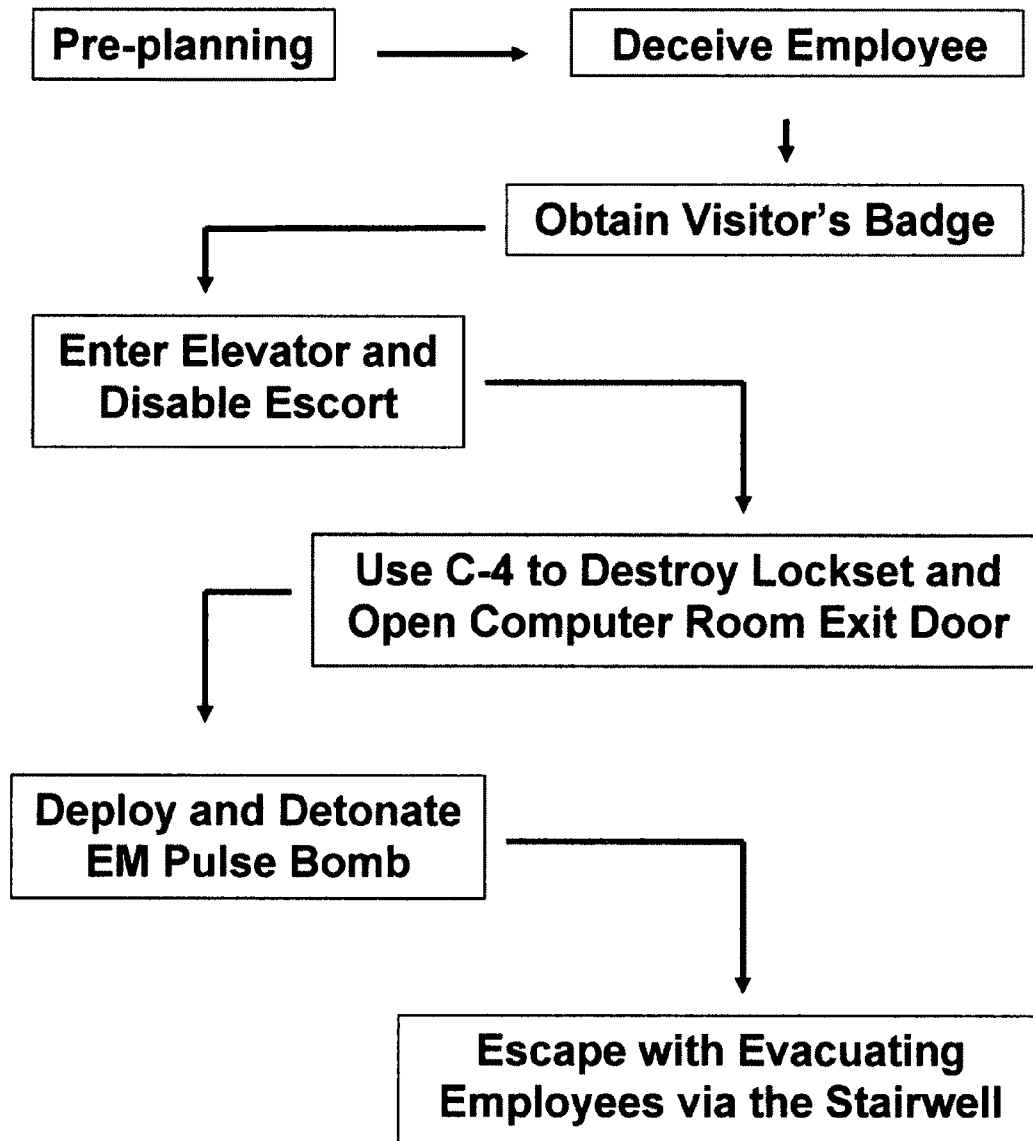 Pre-planning
Deceive Employee
Obtain Visitor's Badge
Enter Elevator and
Disable Escort
Use C-4 to Destroy Lockset and
Open Computer Room Exit Door
Deploy and Detonate
EM Pulse Bomb
Escape with Evacuating
Employees via the Stairwell